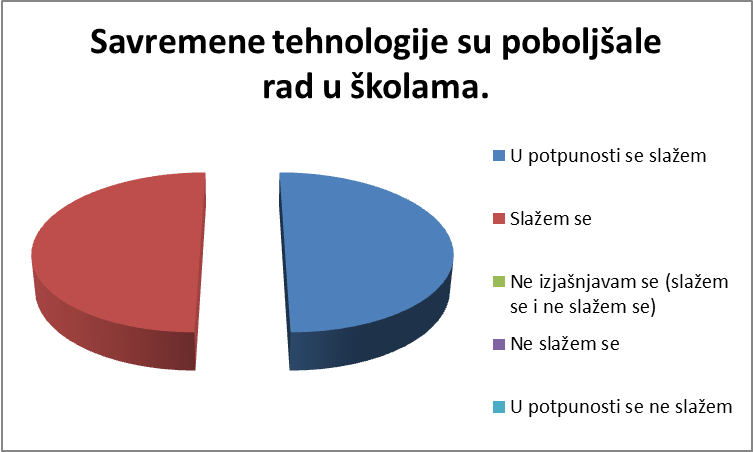 Savremene tehnologije su poboljšale
rad u školama.
U potpunosti se slažem
Slažem se
Ne izjašnjavam se (slažem
se i ne slažem se)
Ne slažem se
U potpunosti se ne slažem